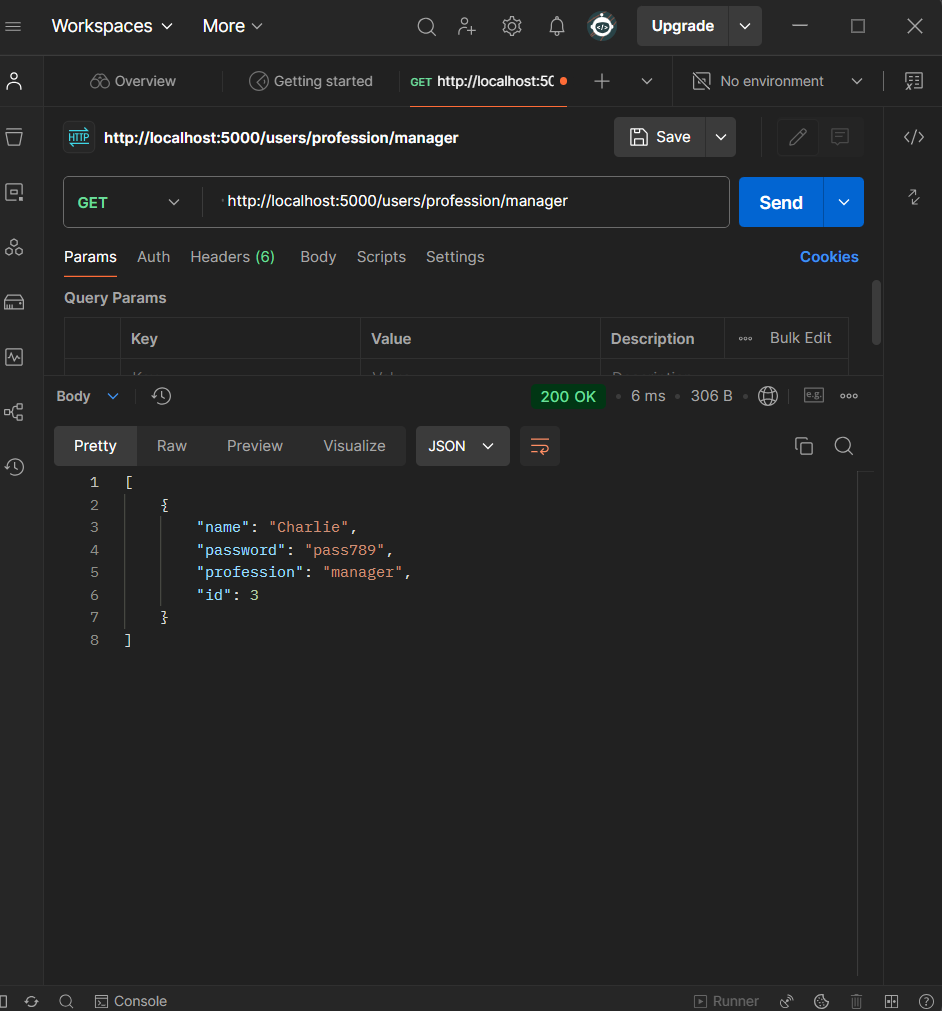 Workspaces More Upgrade
Overview Getting started GET http://localhost:50 No environment
HTTP http://localhost:5000/users/profession/manager Save
GET http://localhost:5000/users/profession/manager Send
Params Auth Headers (6) Body Scripts Settings Cookies
Query Params
Key Value Description Bulk Edit
Body 200 OK 6 ms 306 B e.g.
Pretty Raw Preview Visualize JSON
1 [
2 {
3 "name": "Charlie",
4 "password": "pass789",
5 "profession": "manager",
6 "id": 3
7 }
8 ]
Console Runner